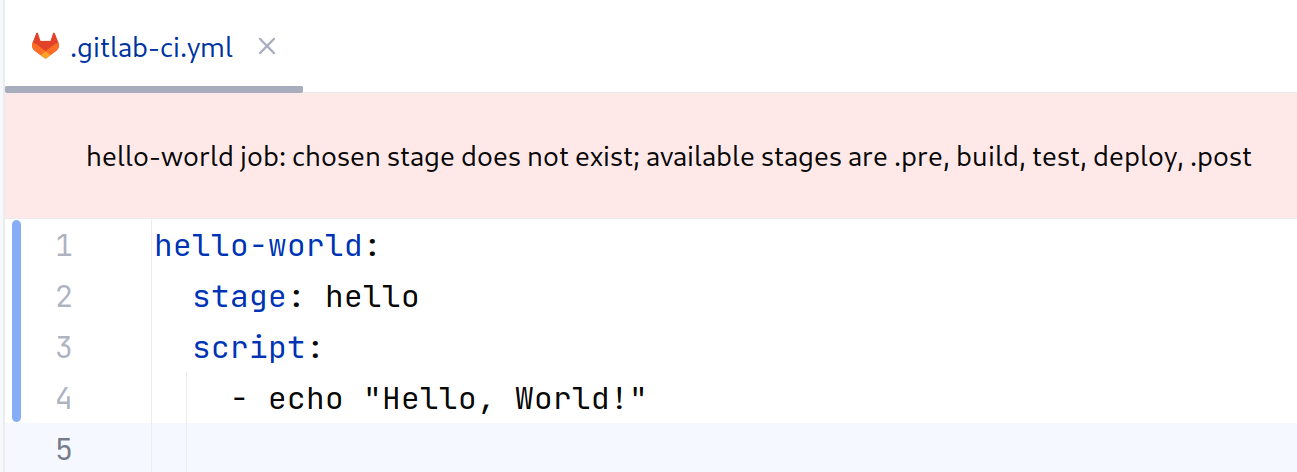 .gitlab-ci.yml
hello-world job: chosen stage does not exist; available stages are .pre, build, test, deploy, .post
1 hello-world:
2   stage: hello
3   script:
4     - echo "Hello, World!"
5